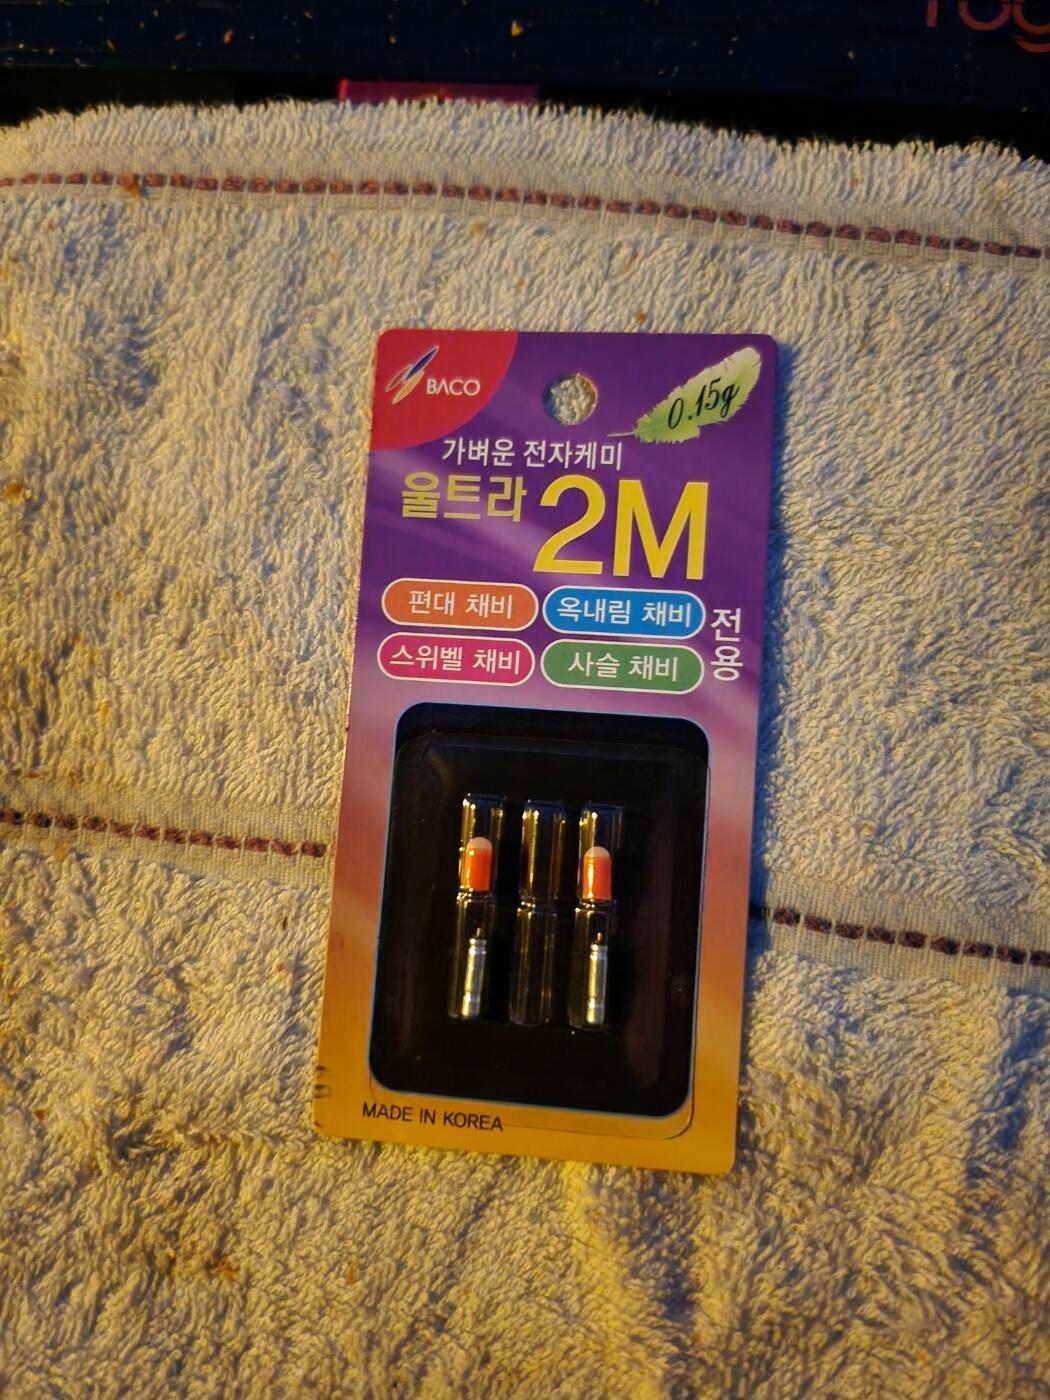 BACO
0.15g
가벼운 전자케미
울트라 2M
편대 채비 옥내림 채비
스위벨 채비 사슬 채비
전용
MADE IN KOREA